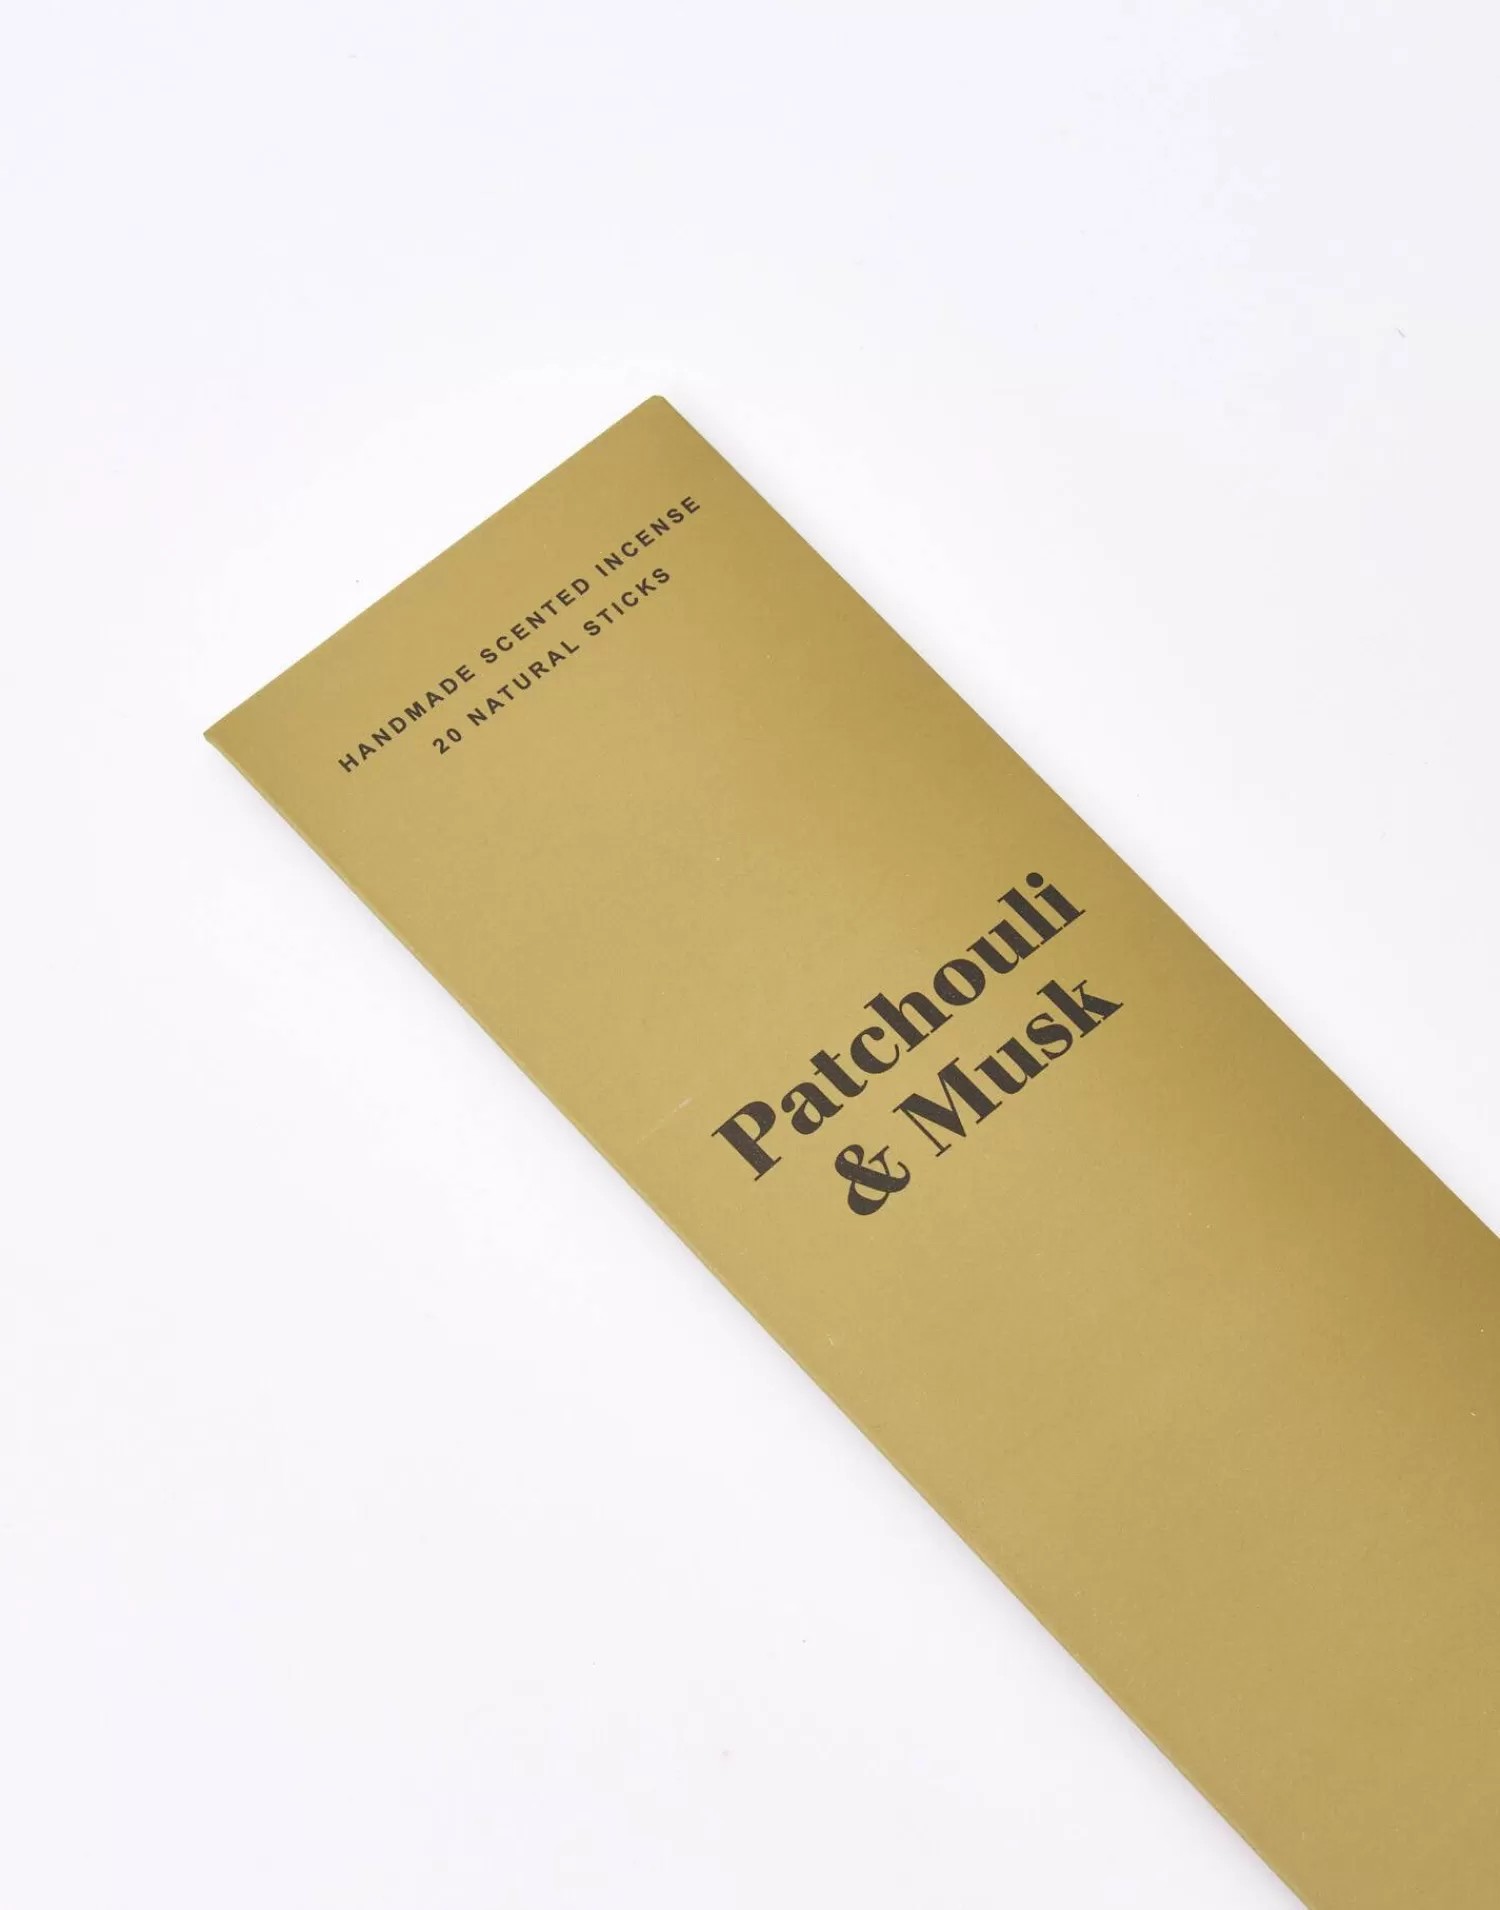 HANDMADE SCENTED INCENSE
20 NATURAL STICKS
Patchouli
& Musk